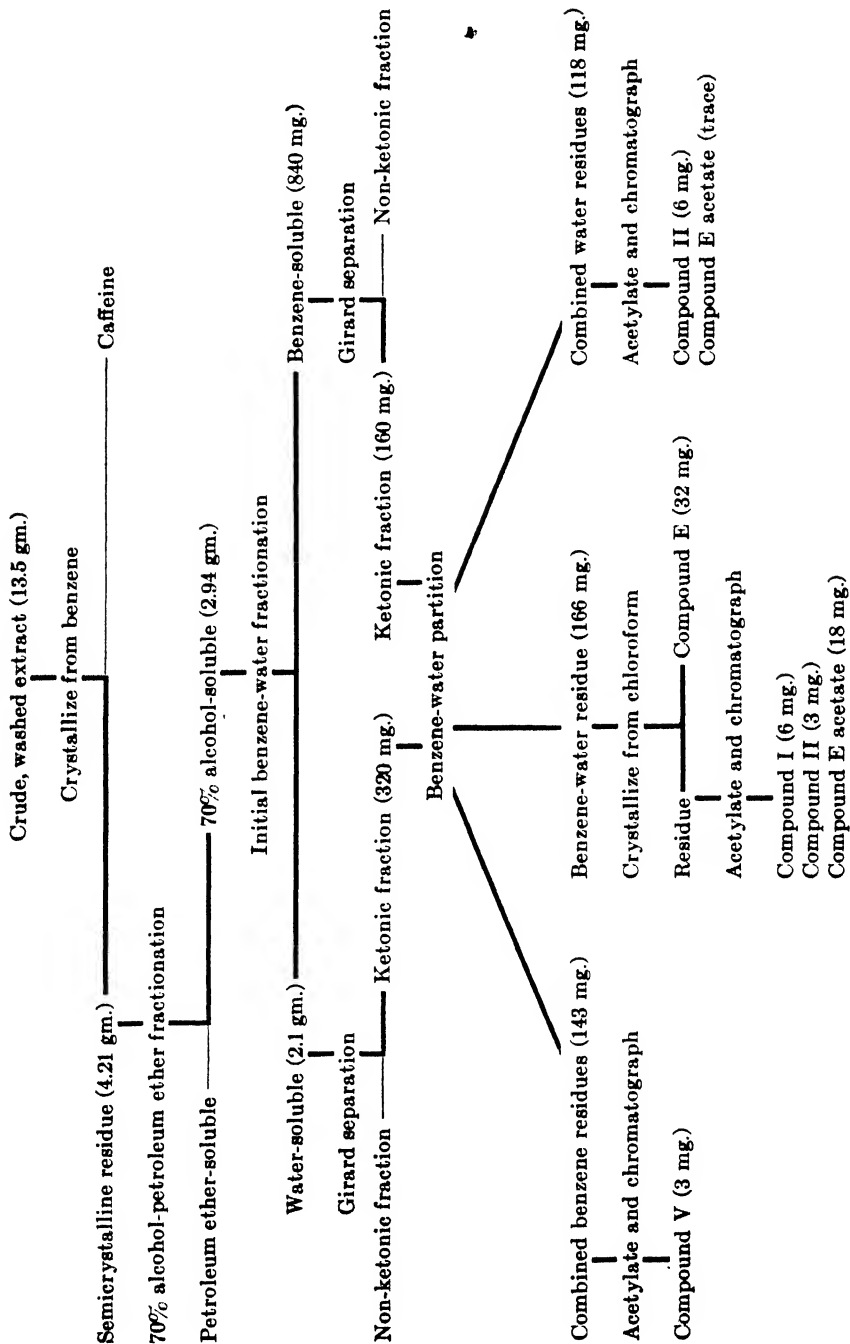 Crude, washed extract (13.5 gm.)
Crystallize from benzene
Semicrystalline residue (4.21 gm.)
Caffeine
70% alcohol-petroleum ether fractionation
Petroleum ether-soluble
70% alcohol-soluble (2.94 gm.)
Initial benzene-water fractionation
Water-soluble (2.1 gm.)
Benzene-soluble (840 mg.)
Girard separation
Girard separation
Non-ketonic fraction
Ketonic fraction (320 mg.)
Ketonic fraction (160 mg.)
Non-ketonic fraction
Benzene-water partition
Combined benzene residues (143 mg.)
Acetylate and chromatograph
Compound V (3 mg.)
Benzene-water residue (166 mg.)
Crystallize from chloroform
Residue
Compound E (32 mg.)
Acetylate and chromatograph
Compound I (6 mg.)
Compound II (3 mg.)
Compound E acetate (18 mg.)
Combined water residues (118 mg.)
Acetylate and chromatograph
Compound II (6 mg.)
Compound E acetate (trace)